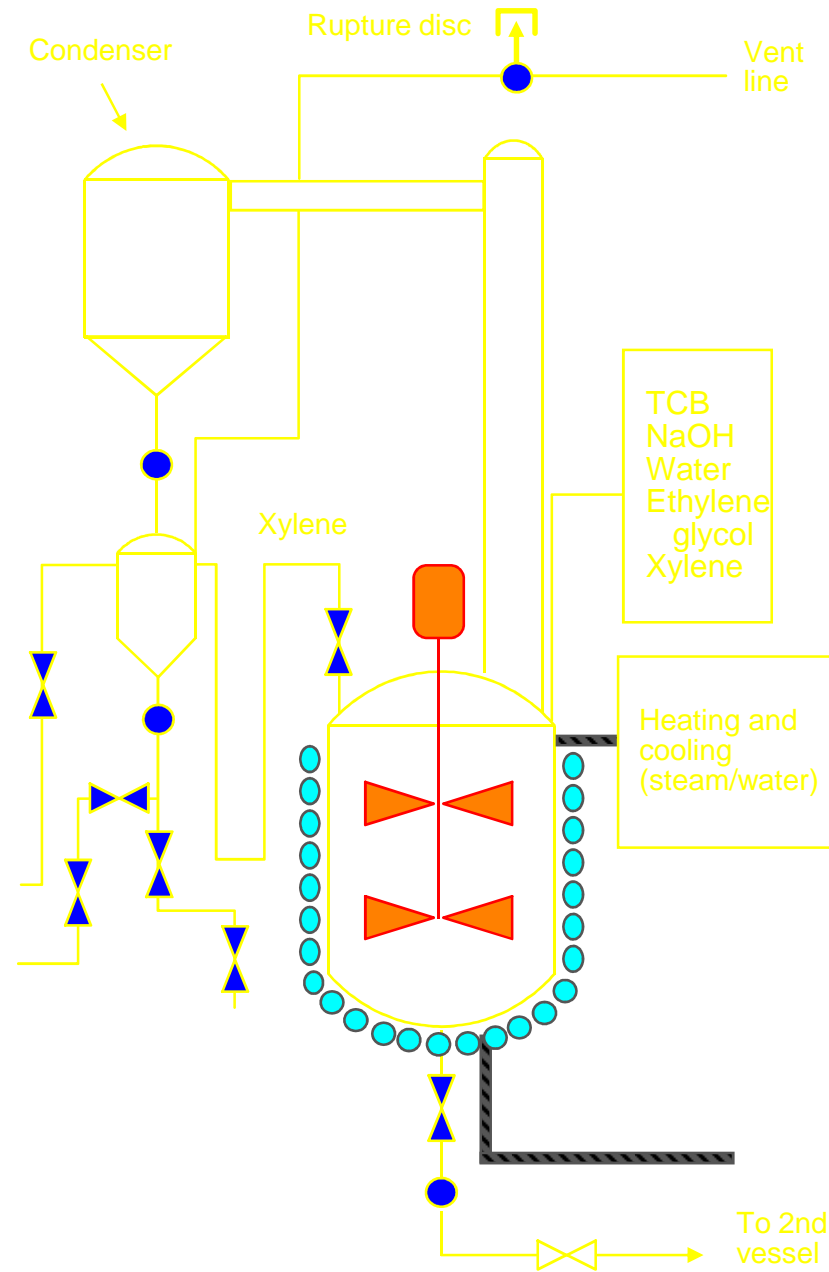 Rupture disc
Condenser
Vent
line
TCB
NaOH
Water
Ethylene
glycol
Xylene
Xylene
Heating and
cooling
(steam/water)
To 2nd
vessel